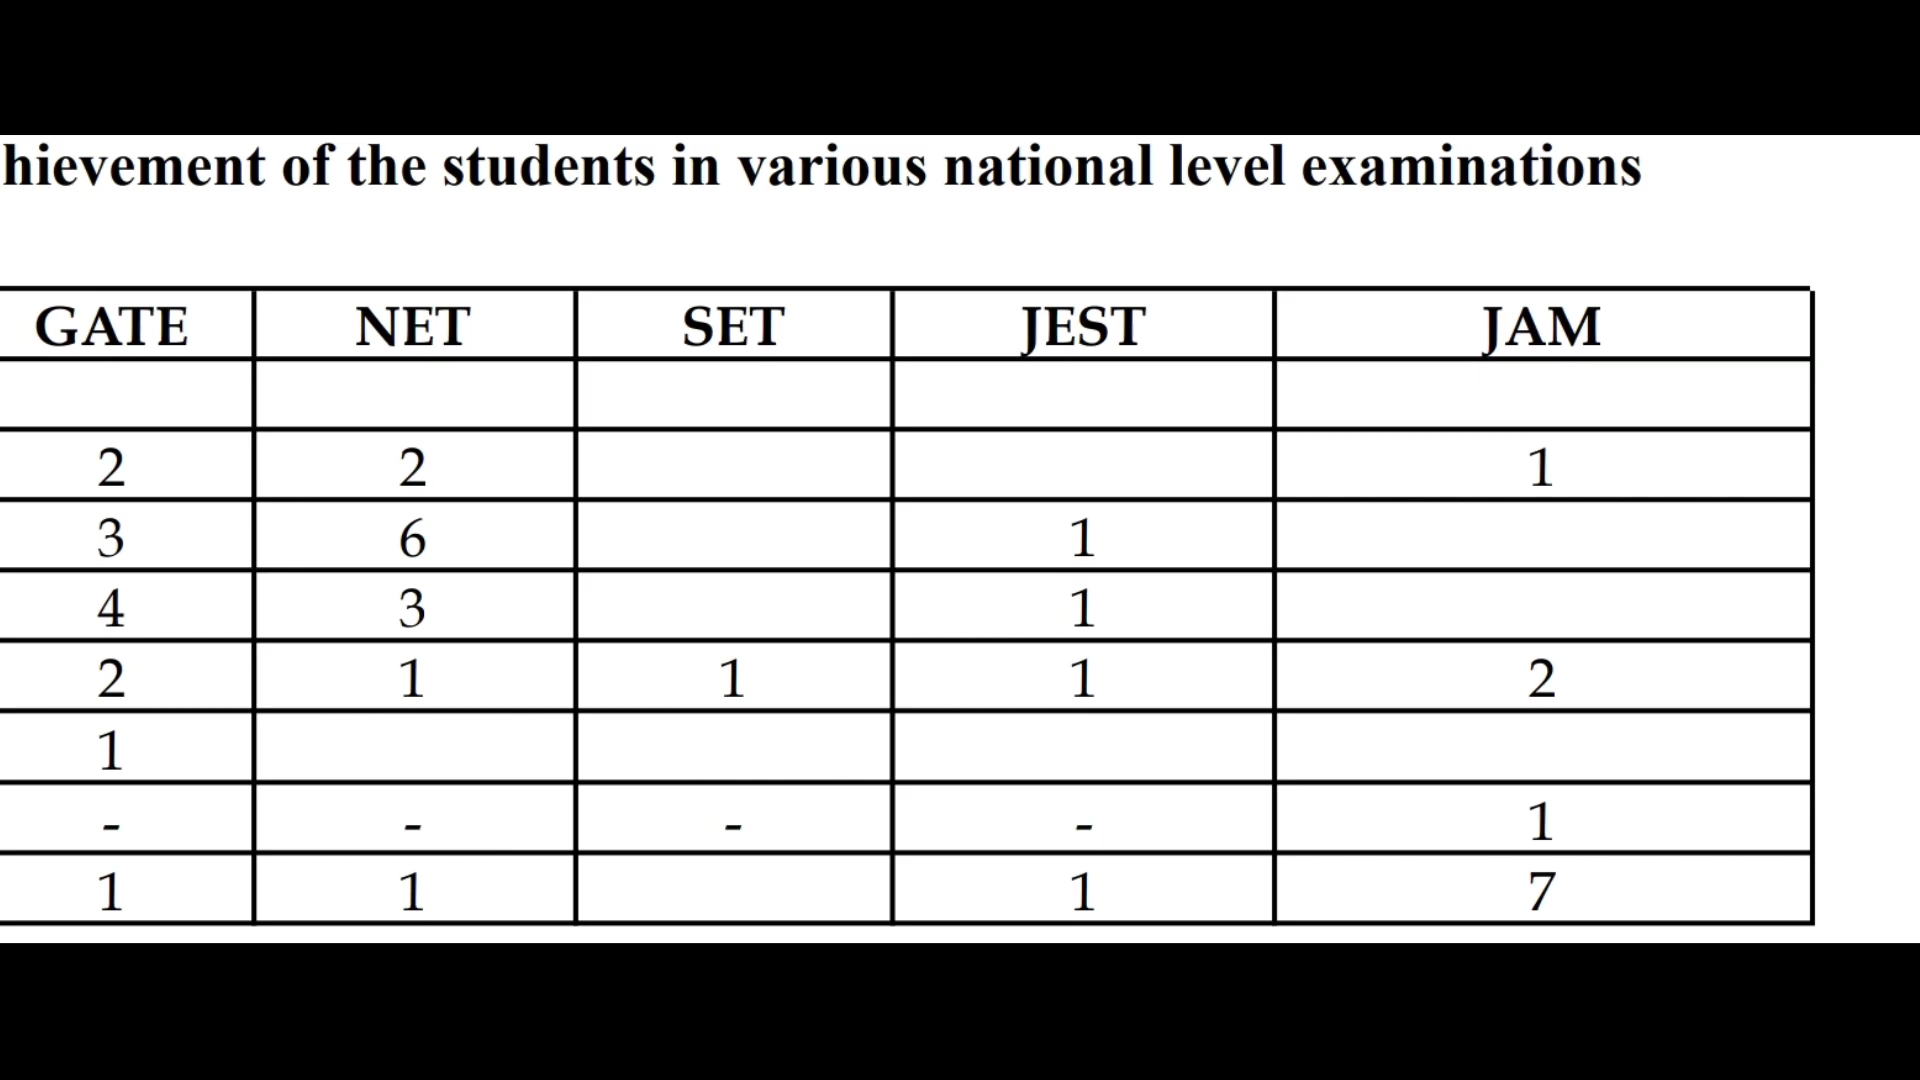 hievement of the students in various national level examinations
GATE NET SET JEST JAM
2 2 1
3 6 1
4 3 1
2 1 1 1 2
1
- - - - 1
1 1 1 7